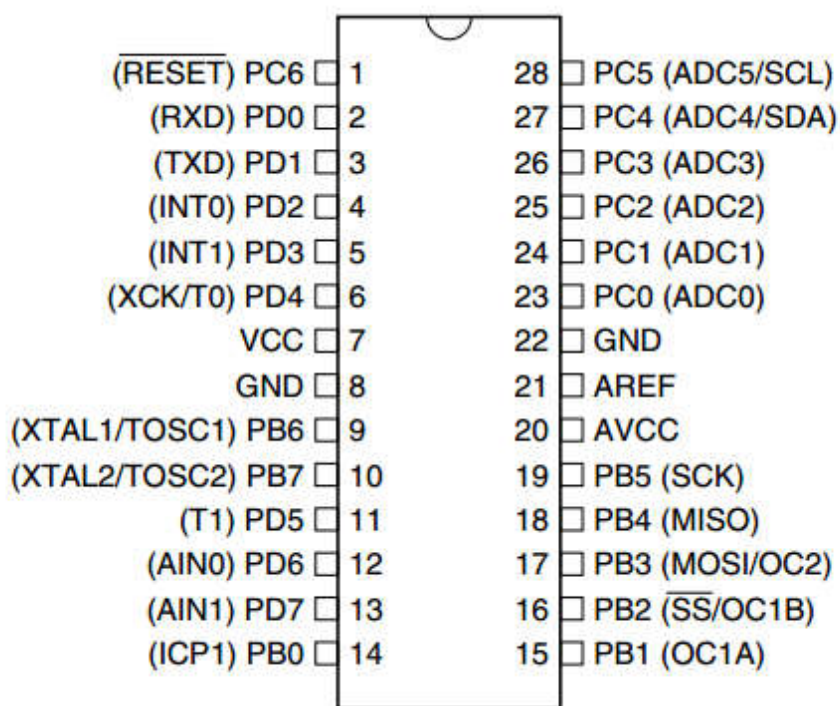 (RESET) PC6 1 28 PC5 (ADC5/SCL)
(RXD) PD0 2 27 PC4 (ADC4/SDA)
(TXD) PD1 3 26 PC3 (ADC3)
(INT0) PD2 4 25 PC2 (ADC2)
(INT1) PD3 5 24 PC1 (ADC1)
(XCK/T0) PD4 6 23 PC0 (ADC0)
VCC 7 22 GND
GND 8 21 AREF
(XTAL1/TOSC1) PB6 9 20 AVCC
(XTAL2/TOSC2) PB7 10 19 PB5 (SCK)
(T1) PD5 11 18 PB4 (MISO)
(AIN0) PD6 12 17 PB3 (MOSI/OC2)
(AIN1) PD7 13 16 PB2 (SS/OC1B)
(ICP1) PB0 14 15 PB1 (OC1A)